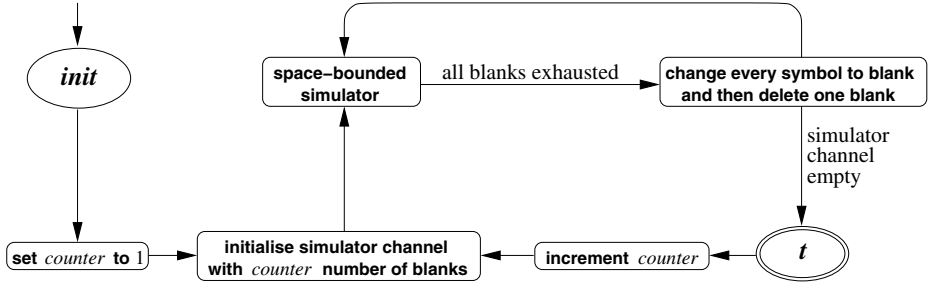 init
space–bounded
simulator
all blanks exhausted
change every symbol to blank
and then delete one blank
simulator
channel
empty
set counter to 1
initialise simulator channel
with counter number of blanks
increment counter
t